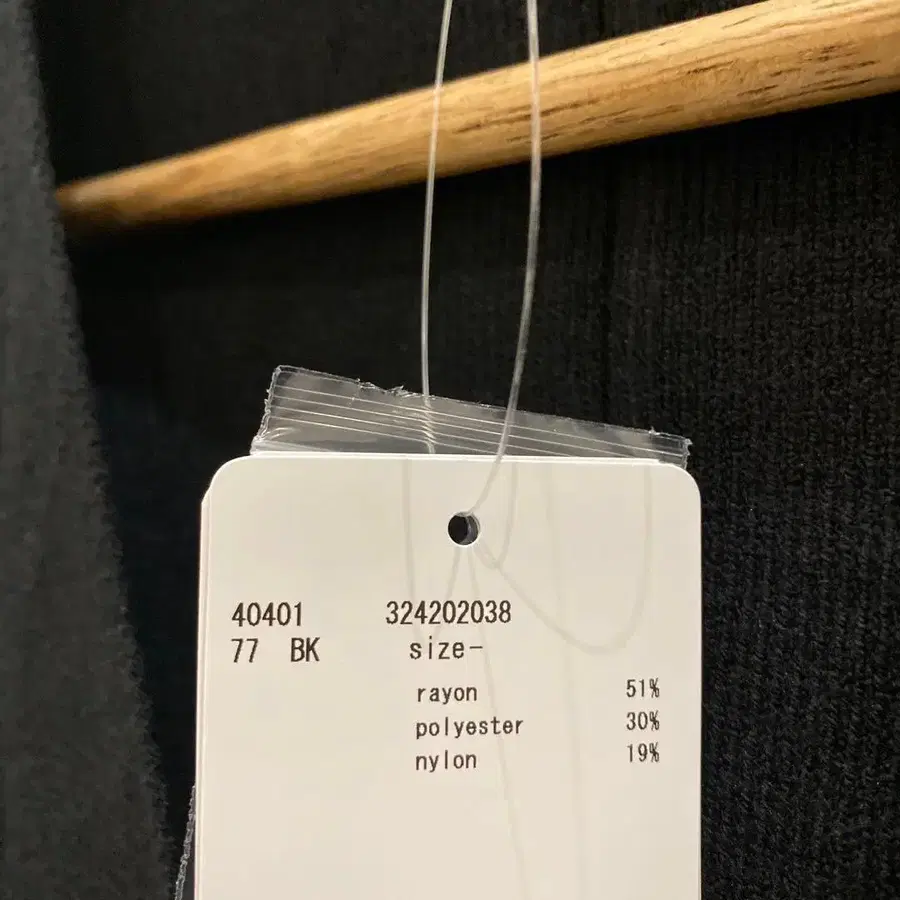 40401 324202038
77 BK size-
rayon 51%
polyester 30%
nylon 19%